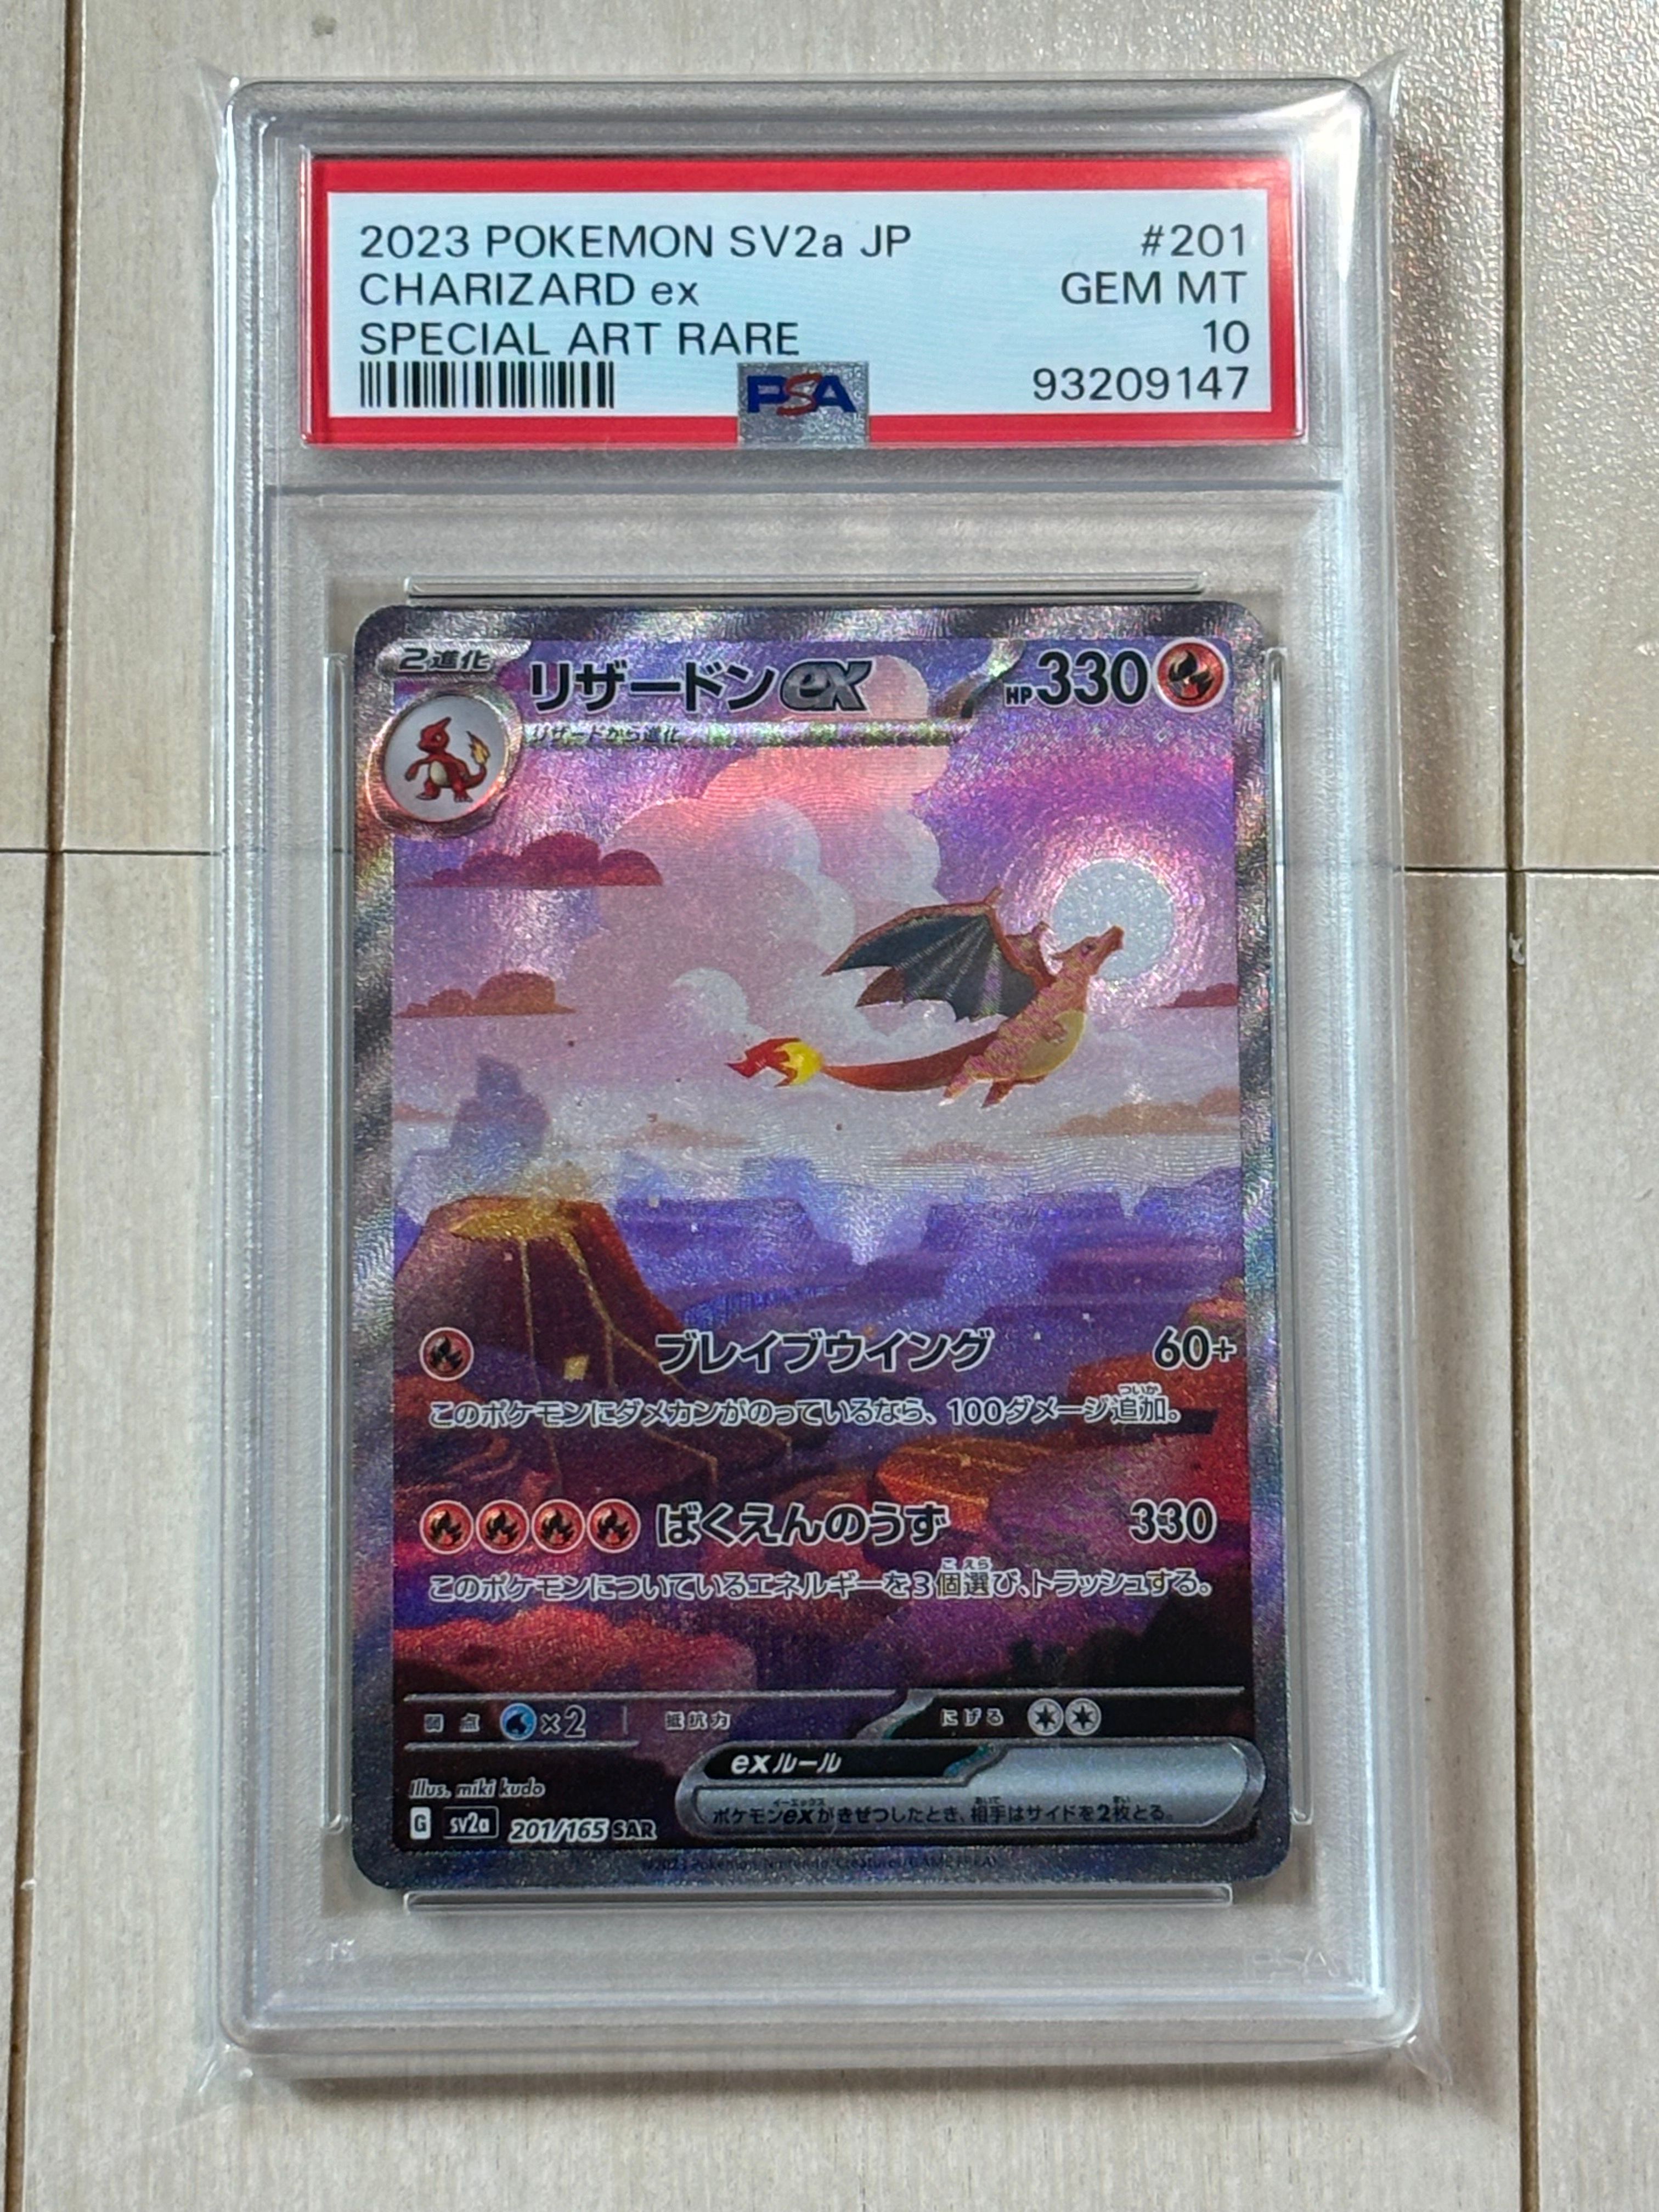 2023 POKEMON SV2a JP #201
CHARIZARD ex GEM MT
SPECIAL ART RARE 10
PSA 93209147
2進化 リザードンex HP330
リザードから進化
ブレイブウイング 60+
このポケモンにダメカンがのっているなら、100ダメージ追加。
ばくえんのうず 330
このポケモンについているエネルギーを3個選び、トラッシュする。
弱点 ×2 抵抗力 にげる
exルール
ポケモンexがきぜつしたとき、相手はサイドを2枚とる。
Illus. miki kudo
G sv2a 201/165 SAR
©2023 Pokémon/Nintendo/Creatures/GAME FREAK
PSA